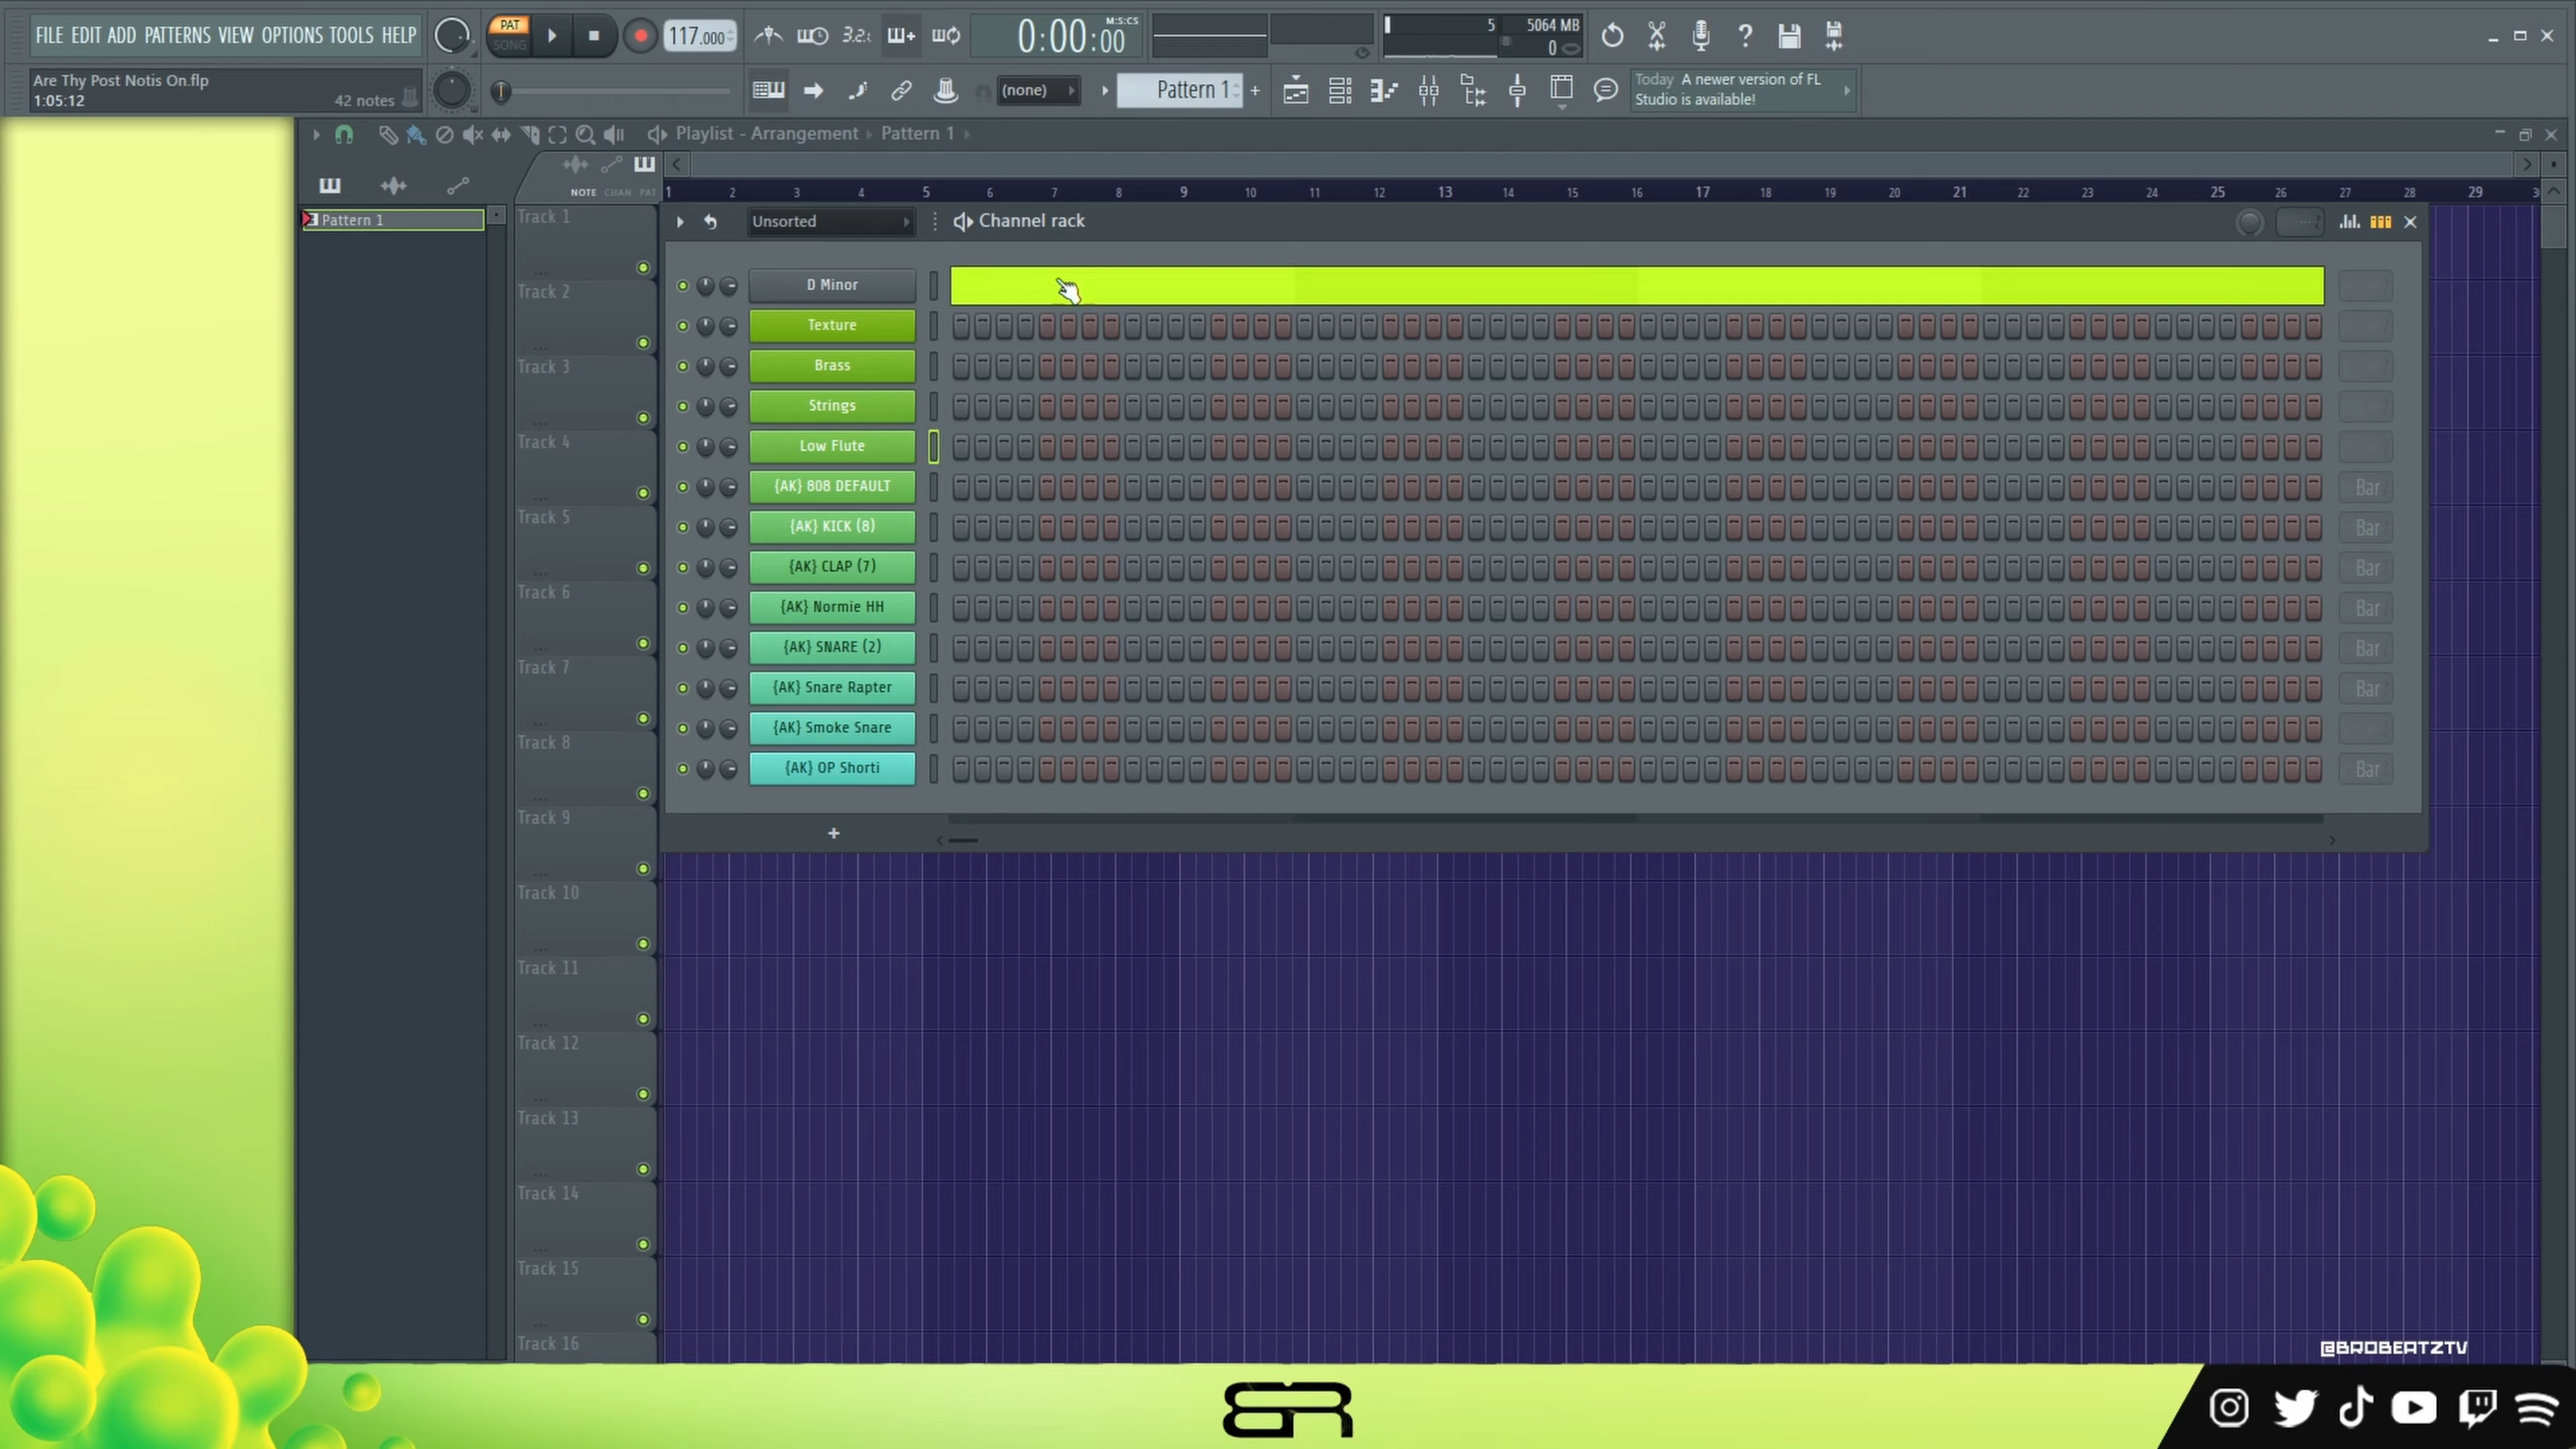 FILE EDIT ADD PATTERNS VIEW OPTIONS TOOLS HELP
PAT
SONG
117.000
3.2.
0:00:00
M:S:CS
5
5064 MB
0
Are Thy Post Notis On.flp
1:05:12
42 notes
(none)
Pattern 1
Today A newer version of FL
Studio is available!
Playlist - Arrangement
Pattern 1
NOTE CHAN PAT
1 2 3 4 5 6 7 8 9 10 11 12 13 14 15 16 17 18 19 20 21 22 23 24 25 26 27 28 29
Pattern 1
Track 1
Track 2
Track 3
Track 4
Track 5
Track 6
Track 7
Track 8
Track 9
Track 10
Track 11
Track 12
Track 13
Track 14
Track 15
Track 16
Unsorted
Channel rack
D Minor
Texture
Brass
Strings
Low Flute
{AK} 808 DEFAULT
Bar
{AK} KICK (8)
Bar
{AK} CLAP (7)
Bar
{AK} Normie HH
Bar
{AK} SNARE (2)
Bar
{AK} Snare Rapter
Bar
{AK} Smoke Snare
{AK} OP Shorti
Bar
@BROBEATZTV
BR